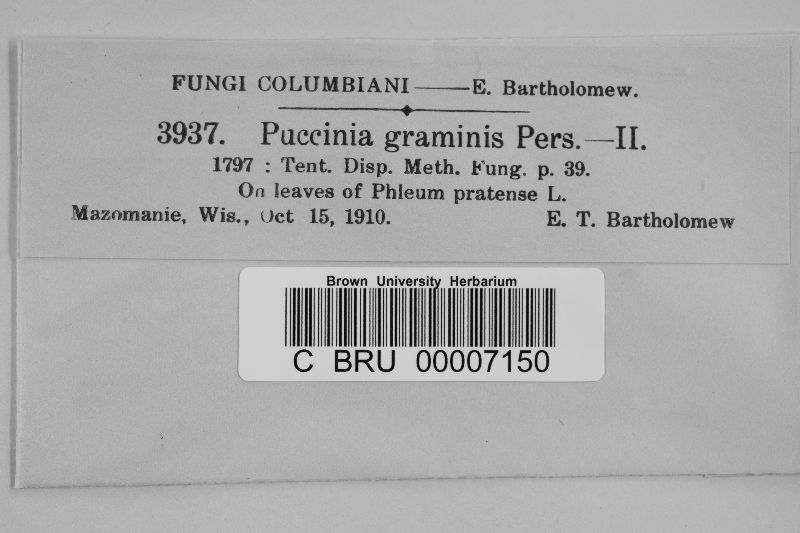 FUNGI COLUMBIANI——E. Bartholomew.
3937. Puccinia graminis Pers.—II.
1797 : Tent. Disp. Meth. Fung. p. 39.
On leaves of Phleum pratense L.
Mazomanie, Wis., Oct 15, 1910. E. T. Bartholomew
Brown University Herbarium
C BRU 00007150